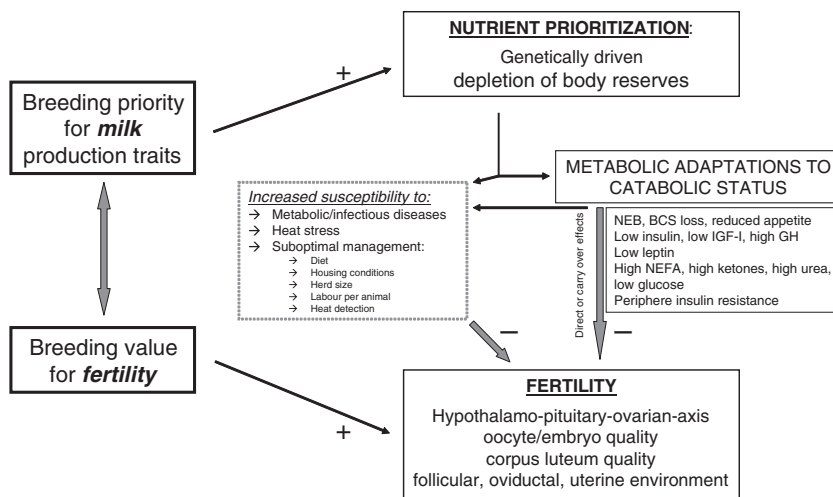 NUTRIENT PRIORITIZATION:
Genetically driven
depletion of body reserves
+
Breeding priority
for milk
production traits
METABOLIC ADAPTATIONS TO
CATABOLIC STATUS
NEB, BCS loss, reduced appetite
Low insulin, low IGF-I, high GH
Low leptin
High NEFA, high ketones, high urea,
low glucose
Periphere insulin resistance
Increased susceptibility to:
→ Metabolic/infectious diseases
→ Heat stress
→ Suboptimal management:
→ Diet
→ Housing conditions
→ Herd size
→ Labour per animal
→ Heat detection
Direct or carry over effects
–
–
Breeding value
for fertility
+
FERTILITY
Hypothalamo-pituitary-ovarian-axis
oocyte/embryo quality
corpus luteum quality
follicular, oviductal, uterine environment